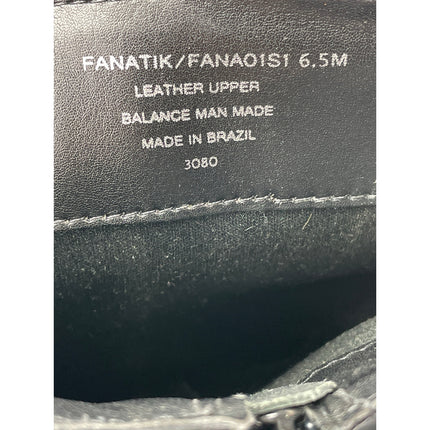 FANATIK/FANA01S1 6.5M
LEATHER UPPER
BALANCE MAN MADE
MADE IN BRAZIL
3080